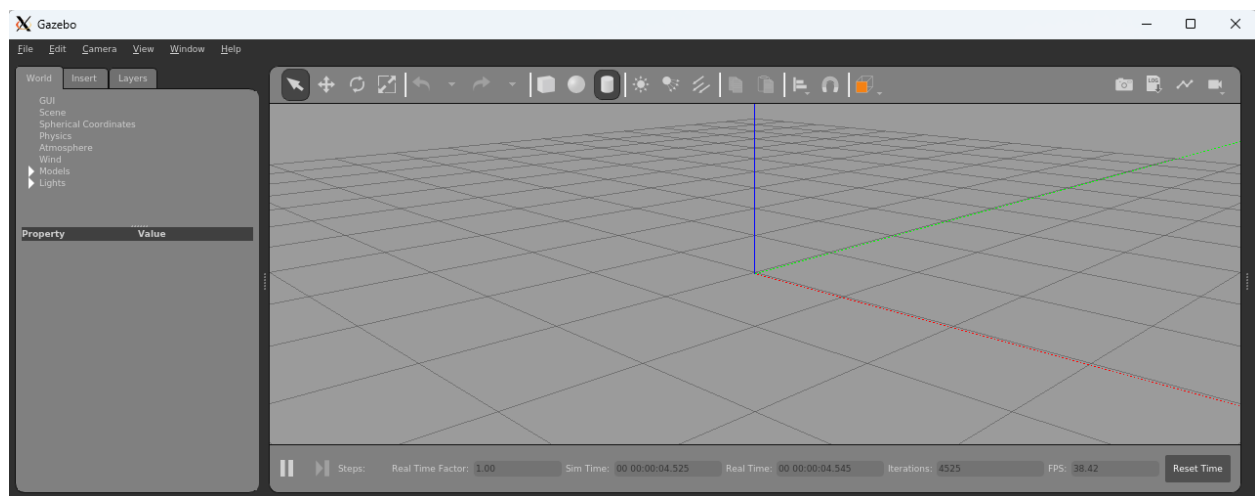 Gazebo
File Edit Camera View Window Help
World Insert Layers
GUI
Scene
Spherical Coordinates
Physics
Atmosphere
Wind
Models
Lights
Property Value
LOG
Steps: Real Time Factor: 1.00 Sim Time: 00 00:00:04.525 Real Time: 00 00:00:04.545 Iterations: 4525 FPS: 38.42 Reset Time